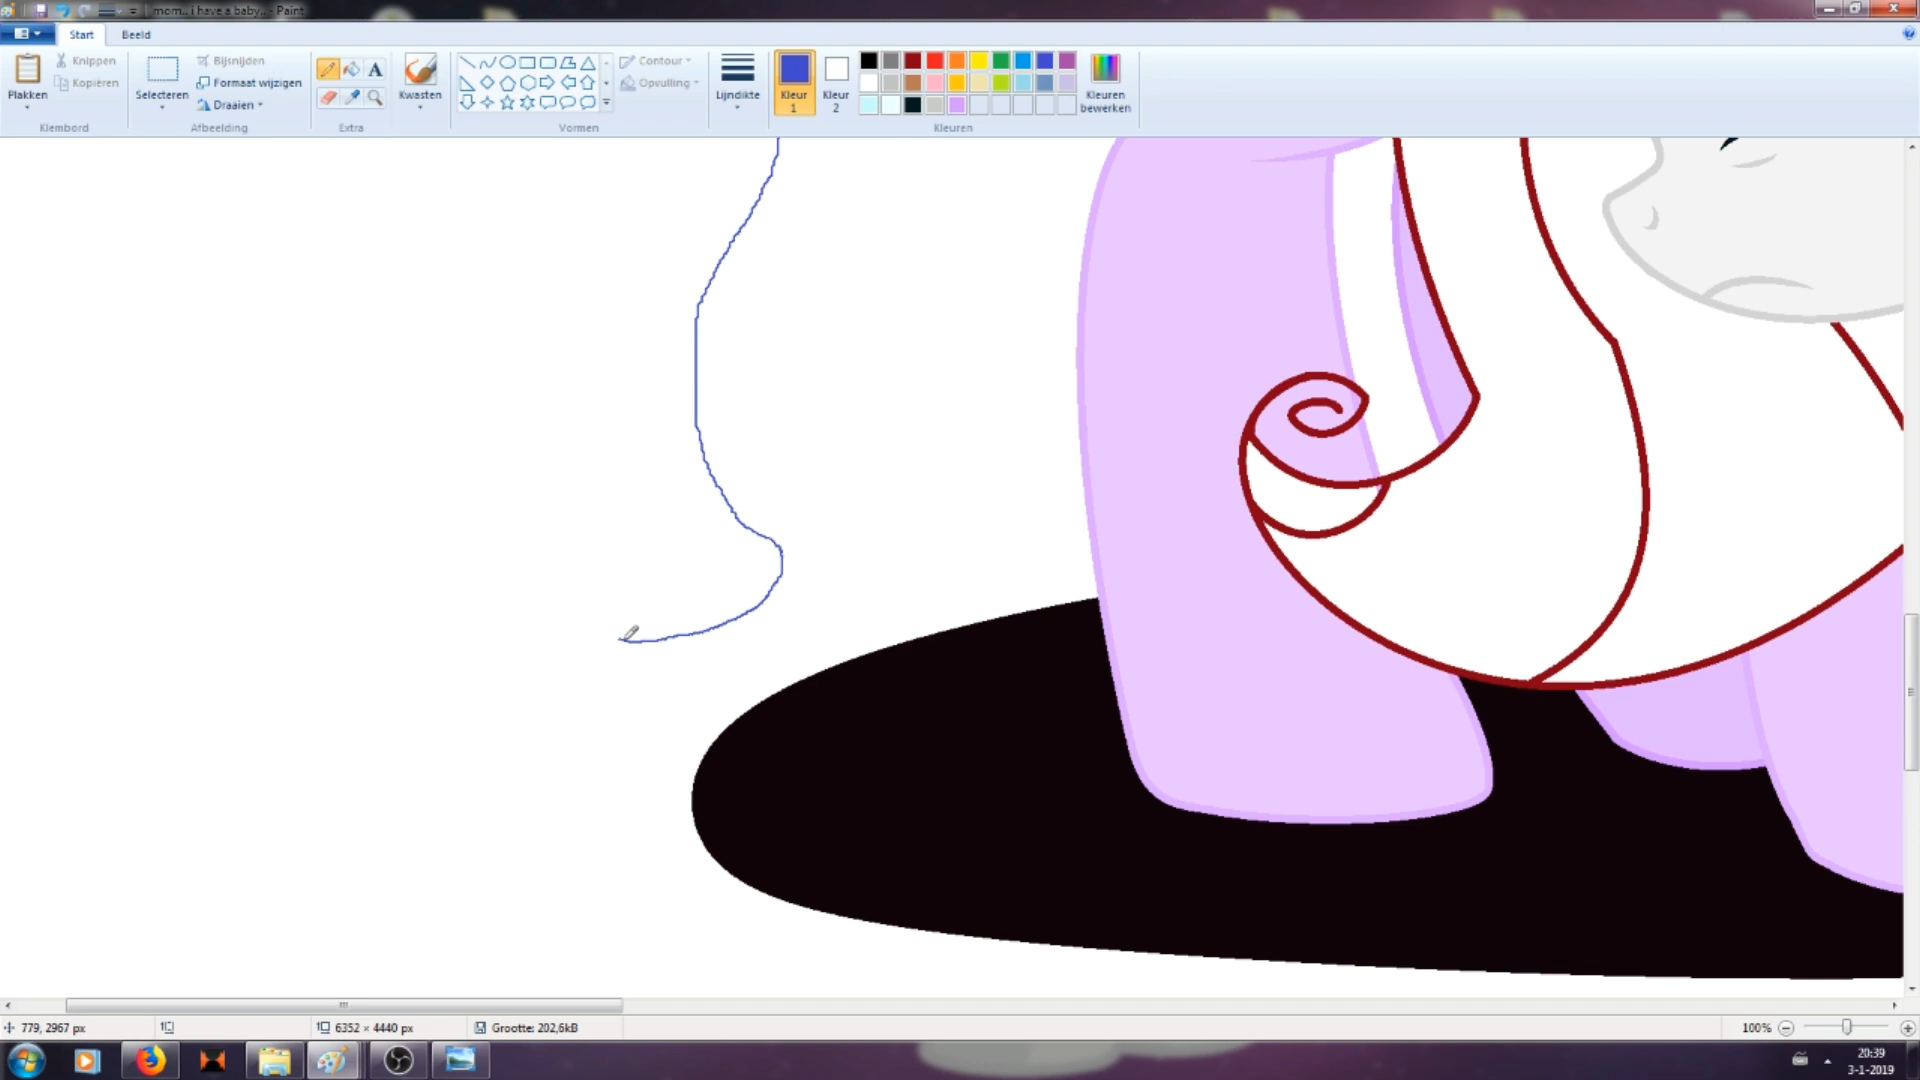 mom.. i have a baby.. - Paint
Start
Beeld
Plakken
Knippen
Kopiëren
Klembord
Selecteren
Bijsnijden
Formaat wijzigen
Draaien
Afbeelding
A
Extra
Kwasten
Vormen
Contour
Opvulling
Lijndikte
Kleur 1
Kleur 2
Kleuren bewerken
Kleuren
779, 2967 px
6352 × 4440 px
Grootte: 202,6kB
100%
20:39
3-1-2019